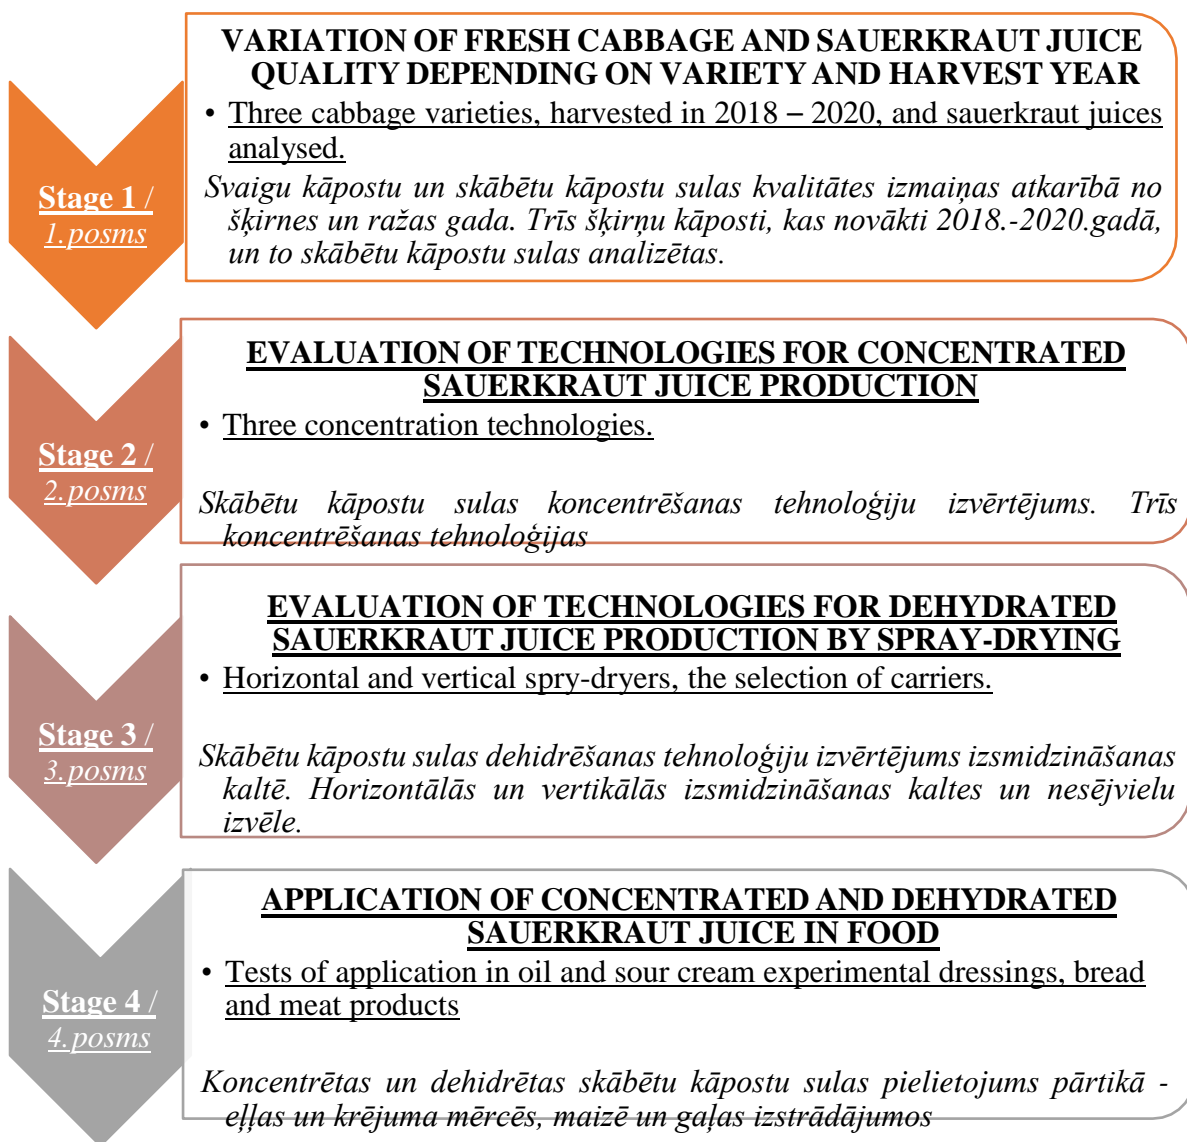 VARIATION OF FRESH CABBAGE AND SAUERKRAUT JUICE
QUALITY DEPENDING ON VARIETY AND HARVEST YEAR
• Three cabbage varieties, harvested in 2018 – 2020, and sauerkraut juices
analysed.
Stage 1 /
1.posms
Svaigu kāpostu un skābētu kāpostu sulas kvalitātes izmaiņas atkarībā no
šķirnes un ražas gada. Trīs šķirņu kāposti, kas novākti 2018.-2020.gadā,
un to skābētu kāpostu sulas analizētas.
EVALUATION OF TECHNOLOGIES FOR CONCENTRATED
SAUERKRAUT JUICE PRODUCTION
• Three concentration technologies.
Stage 2 /
2.posms
Skābētu kāpostu sulas koncentrēšanas tehnoloģiju izvērtējums. Trīs
koncentrēšanas tehnoloģijas
EVALUATION OF TECHNOLOGIES FOR DEHYDRATED
SAUERKRAUT JUICE PRODUCTION BY SPRAY-DRYING
• Horizontal and vertical spry-dryers, the selection of carriers.
Stage 3 /
3.posms
Skābētu kāpostu sulas dehidrēšanas tehnoloģiju izvērtējums izsmidzināšanas
kaltē. Horizontālās un vertikālās izsmidzināšanas kaltes un nesējvielu
izvēle.
APPLICATION OF CONCENTRATED AND DEHYDRATED
SAUERKRAUT JUICE IN FOOD
• Tests of application in oil and sour cream experimental dressings, bread
and meat products
Stage 4 /
4.posms
Koncentrētas un dehidrētas skābētu kāpostu sulas pielietojums pārtikā -
eļļas un krējuma mērcēs, maizē un gaļas izstrādājumos